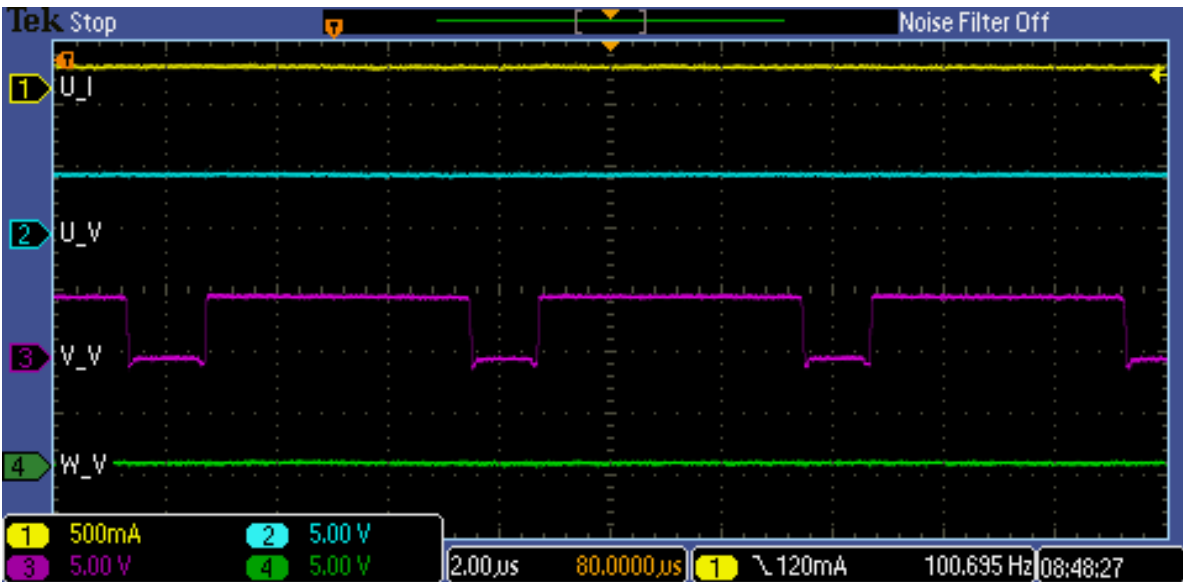 Tek Stop Noise Filter Off
T
T
1 U_I
2 U_V
3 V_V
4 W_V
1 500mA 2 5.00 V
3 5.00 V 4 5.00 V
2.00µs 80.0000µs 1 \ 120mA 100.695 Hz 08:48:27